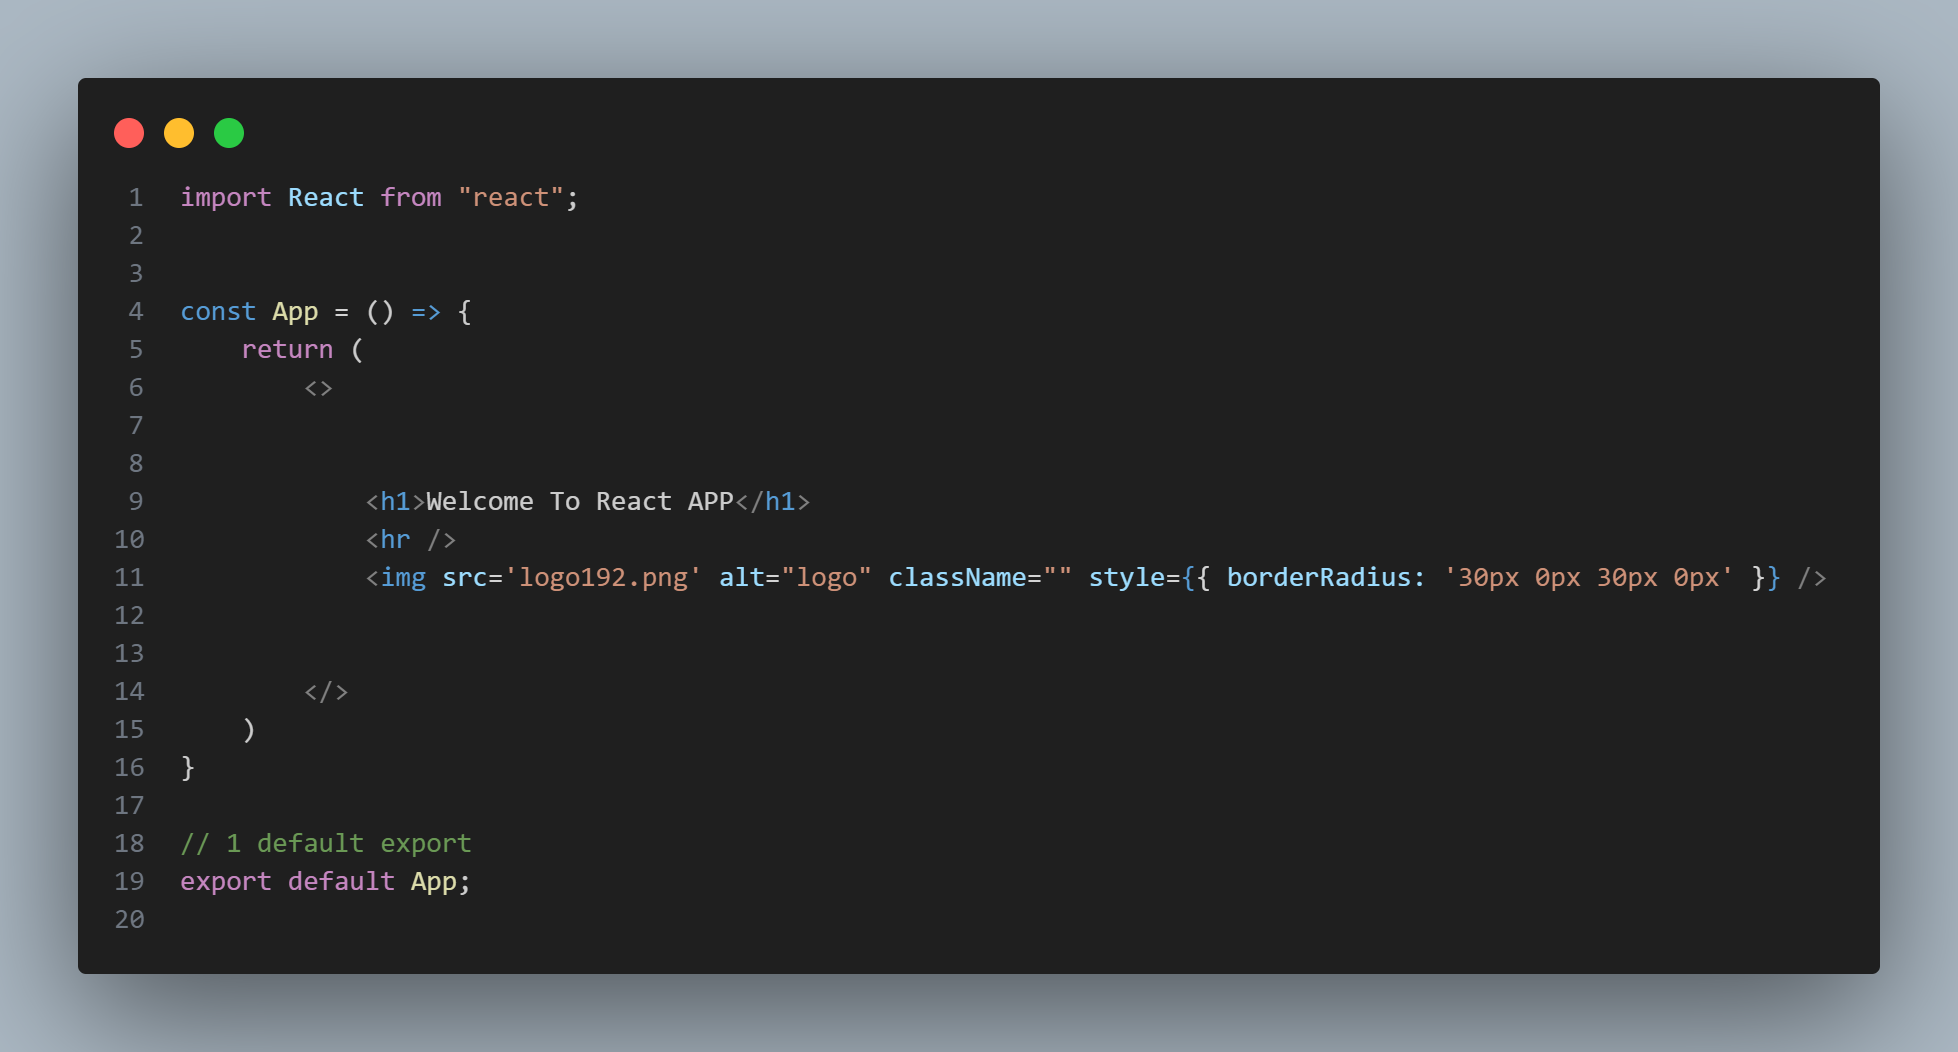 1 import React from "react";
2
3
4 const App = () => {
5     return (
6         <>
7
8
9             <h1>Welcome To React APP</h1>
10             <hr />
11             <img src='logo192.png' alt="logo" className="" style={{ borderRadius: '30px 0px 30px 0px' }} />
12
13
14         </>
15     )
16 }
17
18 // 1 default export
19 export default App;
20